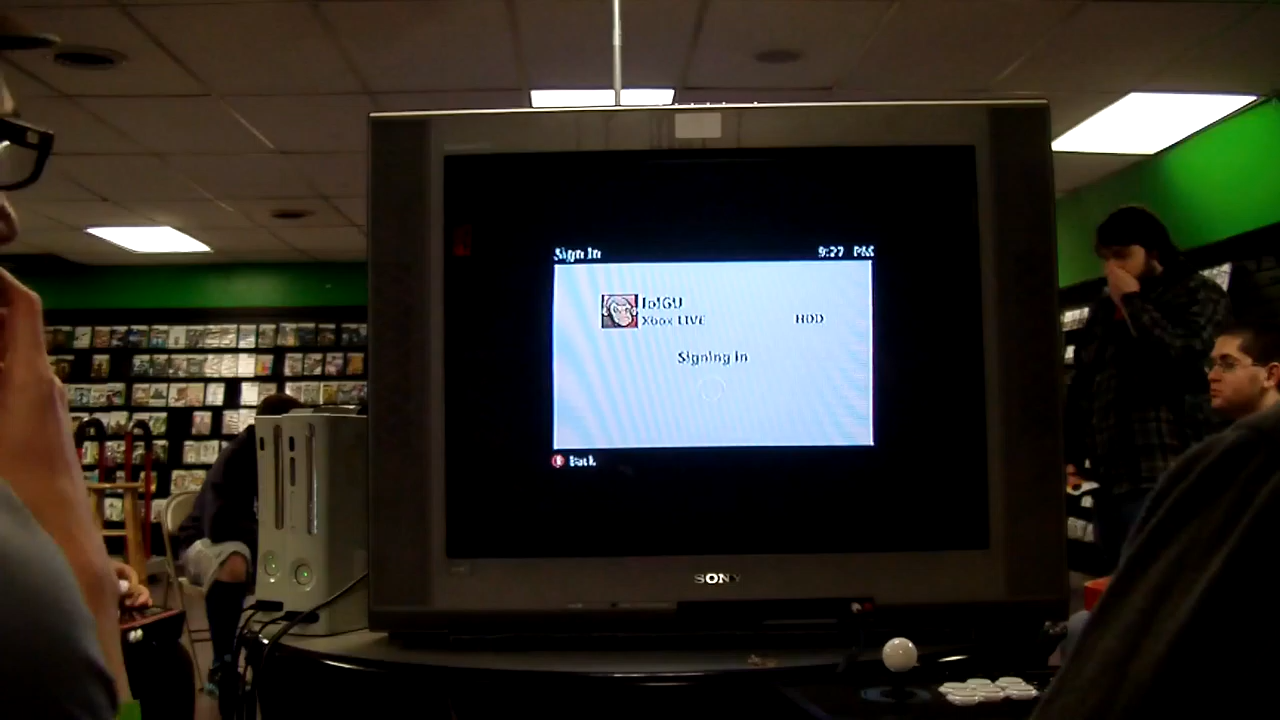 Sign In
9:27 PM
Xbox LIVE
HDD
Signing In
B Back
SONY